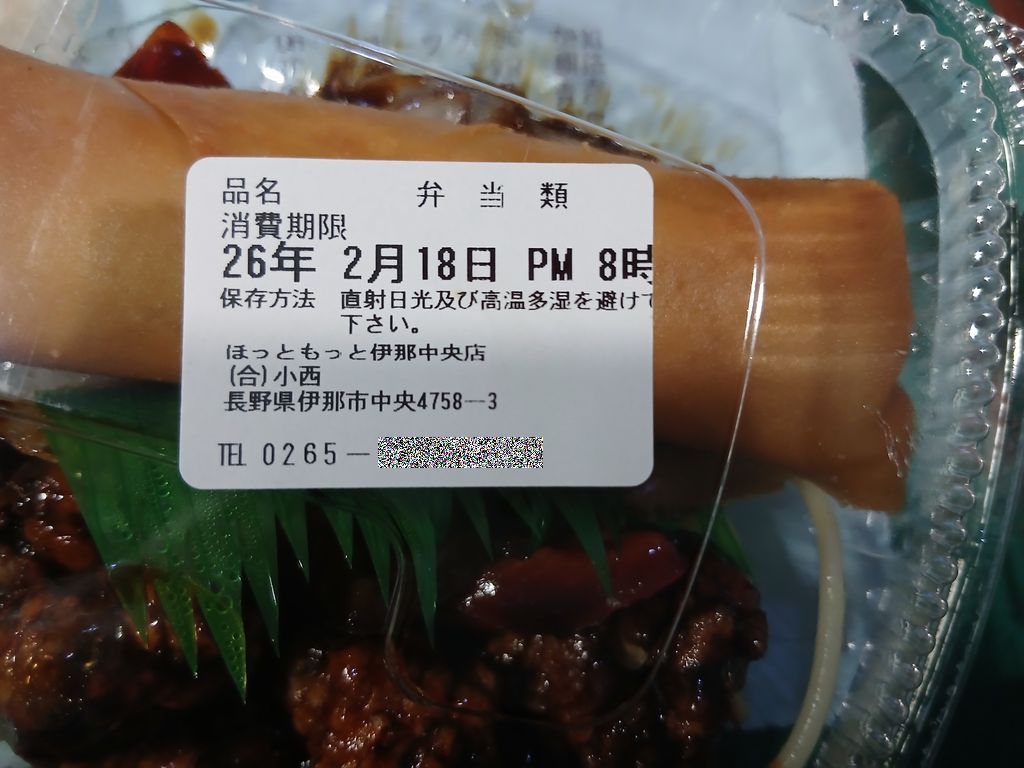 品名 弁当類
消費期限
26年 2月18日 PM 8時
保存方法 直射日光及び高温多湿を避けて
下さい。
ほっともっと伊那中央店
(合)小西
長野県伊那市中央4758-3
TEL 0265-